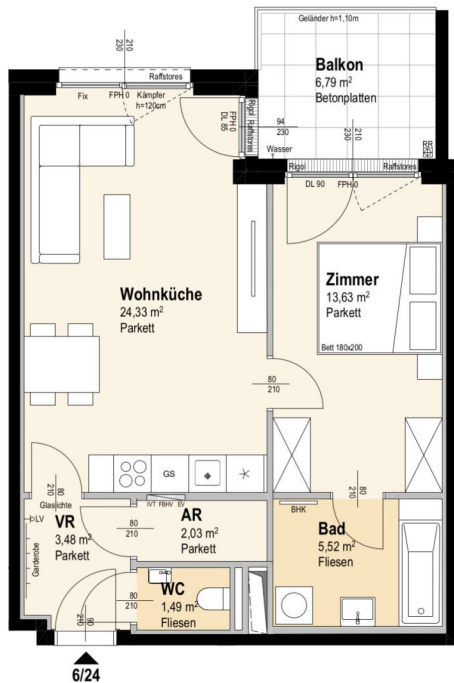 Geländer h=1,10m
Balkon
6,79 m²
Betonplatten
210
230
Raffstores
Fix
FPH 0
Kämpfer
h=120cm
FPH 0
DL 85
Rigol
Raffstores
94
230
210
230
Wasser
RR
Rigol
Raffstores
DL 90
FPH 0
Wohnküche
24,33 m²
Parkett
Zimmer
13,63 m²
Parkett
Bett 180x200
80
210
GS
80
210
Glaslichte
LV
VR
3,48 m²
Parkett
Garderobe
IVT
FBHV
EV
AR
2,03 m²
Parkett
80
210
80
210
BHK
Bad
5,52 m²
Fliesen
WC
1,49 m²
Fliesen
80
210
90
210
6/24